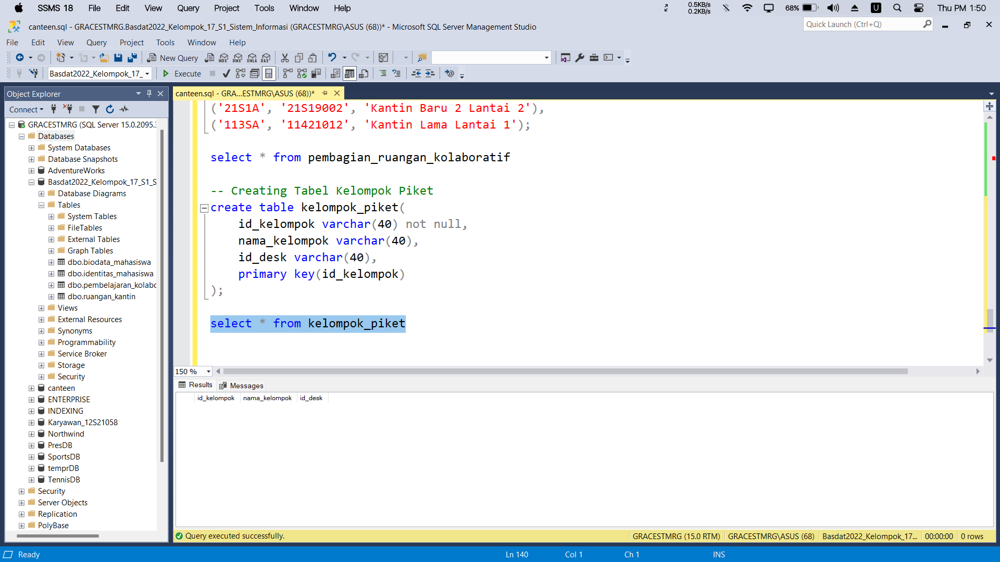 SSMS 18 File Edit View Query Project Tools Window Help 0.5KB/s 0.2KB/s 68% U Thu PM 1:50
canteen.sql - GRACESTMRG.Basdat2022_Kelompok_17_S1_Sistem_Informasi (GRACESTMRG\ASUS (68))* - Microsoft SQL Server Management Studio
Quick Launch (Ctrl+Q)
File Edit View Query Project Tools Window Help
New Query MDX DMX XMLA DAX
Basdat2022_Kelompok_17_ Execute
Object Explorer
Connect
GRACESTMRG (SQL Server 15.0.2095.3
Databases
System Databases
Database Snapshots
AdventureWorks
Basdat2022_Kelompok_17_S1_S
Database Diagrams
Tables
System Tables
FileTables
External Tables
Graph Tables
dbo.biodata_mahasiswa
dbo.identitas_mahasiswa
dbo.pembelajaran_kolabo
dbo.ruangan_kantin
Views
External Resources
Synonyms
Programmability
Service Broker
Storage
Security
canteen
ENTERPRISE
INDEXING
Karyawan_12S21058
Northwind
PresDB
SportsDB
temprDB
TennisDB
Security
Server Objects
Replication
PolyBase
canteen.sql - GRA...ESTMRG\ASUS (68))*
('21S1A', '21S19002', 'Kantin Baru 2 Lantai 2'),
('113SA', '11421012', 'Kantin Lama Lantai 1');
select * from pembagian_ruangan_kolaboratif
-- Creating Tabel Kelompok Piket
create table kelompok_piket(
id_kelompok varchar(40) not null,
nama_kelompok varchar(40),
id_desk varchar(40),
primary key(id_kelompok)
);
select * from kelompok_piket
150 %
Results Messages
id_kelompok nama_kelompok id_desk
Query executed successfully. GRACESTMRG (15.0 RTM) GRACESTMRG\ASUS (68) Basdat2022_Kelompok_17... 00:00:00 0 rows
Ready Ln 140 Col 1 Ch 1 INS